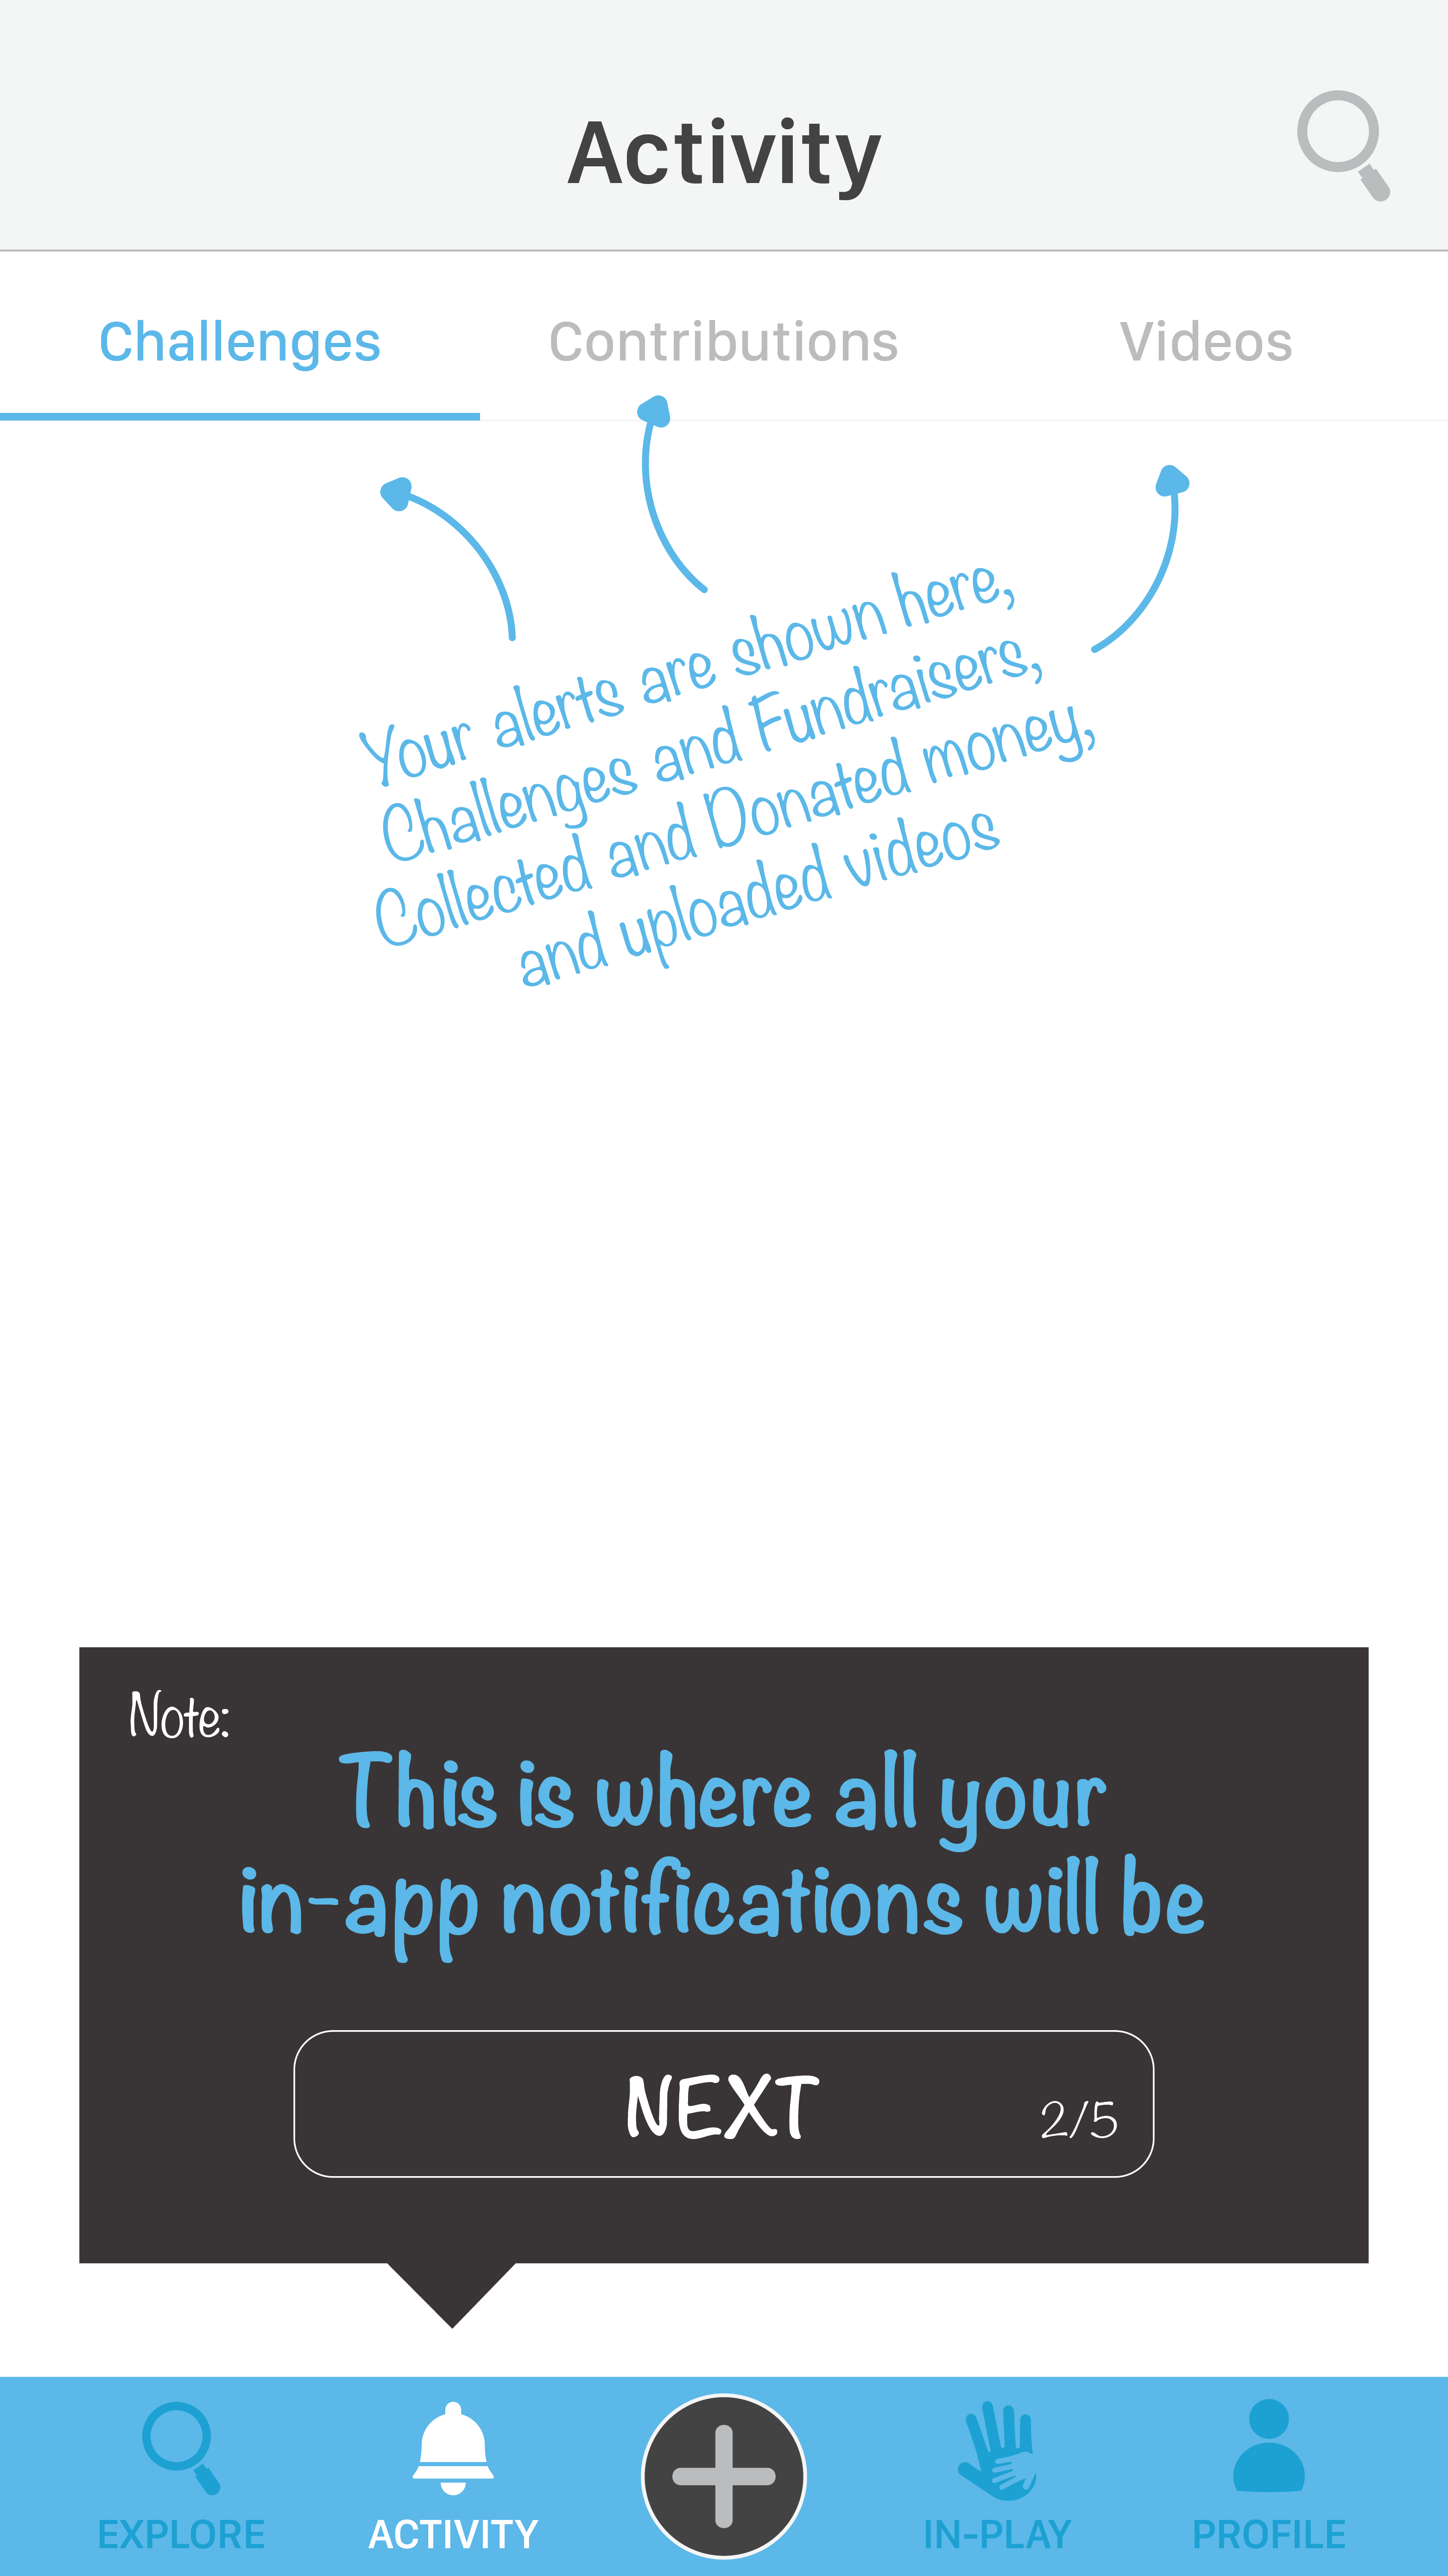 Activity
Challenges Contributions Videos
Your alerts are shown here,
Challenges and Fundraisers,
Collected and Donated money,
and uploaded videos
Note:
This is where all your
in-app notifications will be
NEXT 2/5
EXPLORE ACTIVITY IN-PLAY PROFILE